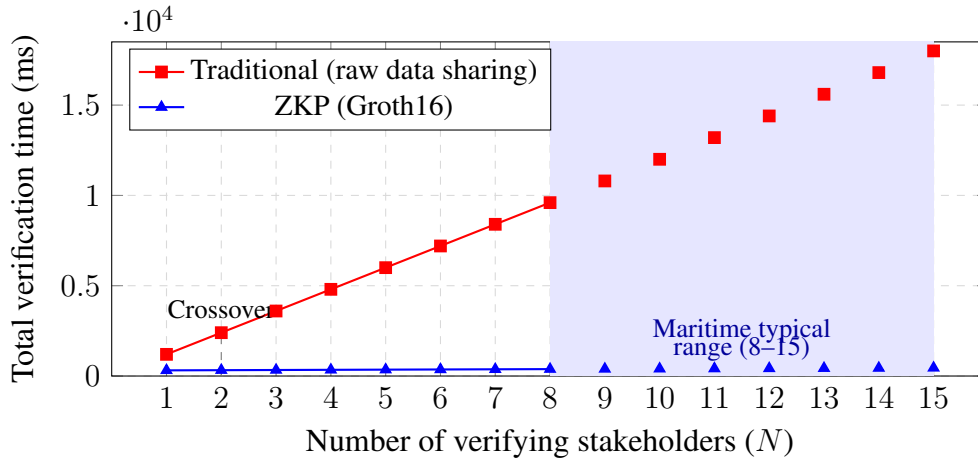 ·10⁴
Total verification time (ms)
Traditional (raw data sharing)
ZKP (Groth16)
1.5
1
0.5
0
Crossover
Maritime typical
range (8–15)
1 2 3 4 5 6 7 8 9 10 11 12 13 14 15
Number of verifying stakeholders (N)